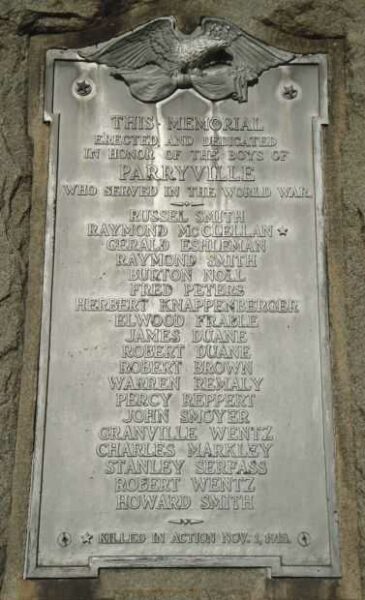 THIS MEMORIAL
ERECTED AND DEDICATED
IN HONOR OF THE BOYS OF
PARRYVILLE
WHO SERVED IN THE WORLD WAR
RUSSEL SMITH
RAYMOND McCLELLAN ★
GERALD ESHLEMAN
RAYMOND SMITH
BURTON NOLL
FRED PETERS
HERBERT KNAPPENBERGER
ELWOOD FRABLE
JAMES DUANE
ROBERT DUANE
ROBERT BROWN
WARREN REMALY
PERCY REPPERT
JOHN SMOYER
GRANVILLE WENTZ
CHARLES MARKLEY
STANLEY SERFASS
ROBERT WENTZ
HOWARD SMITH
★ KILLED IN ACTION NOV. 1, 1918.